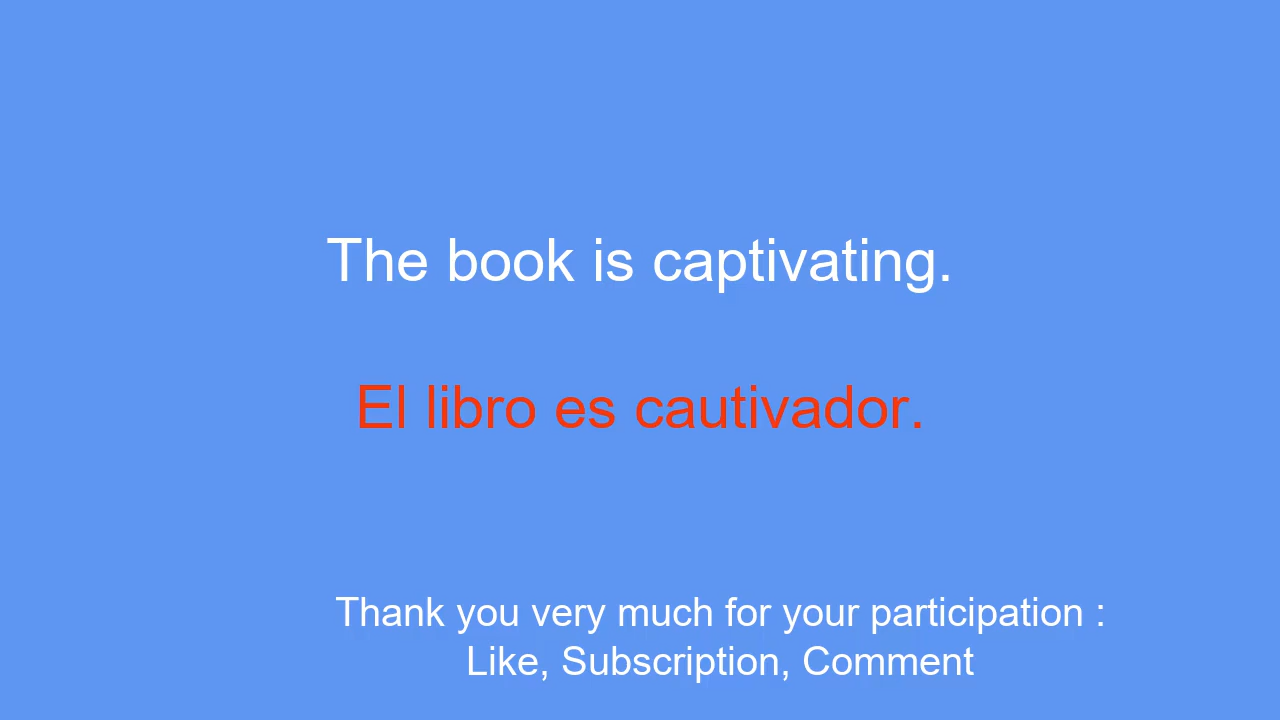 The book is captivating.
El libro es cautivador.
Thank you very much for your participation :
Like, Subscription, Comment